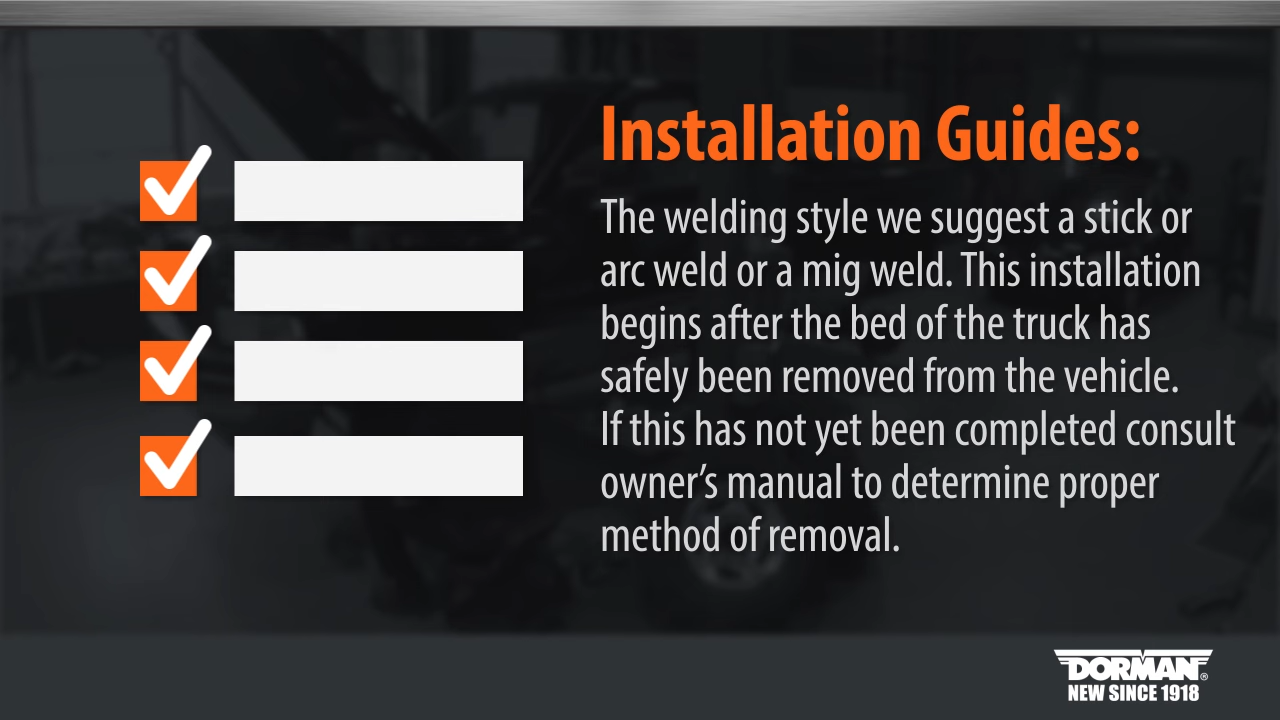 Installation Guides:
The welding style we suggest a stick or
arc weld or a mig weld. This installation
begins after the bed of the truck has
safely been removed from the vehicle.
If this has not yet been completed consult
owner’s manual to determine proper
method of removal.
DORMAN®
NEW SINCE 1918